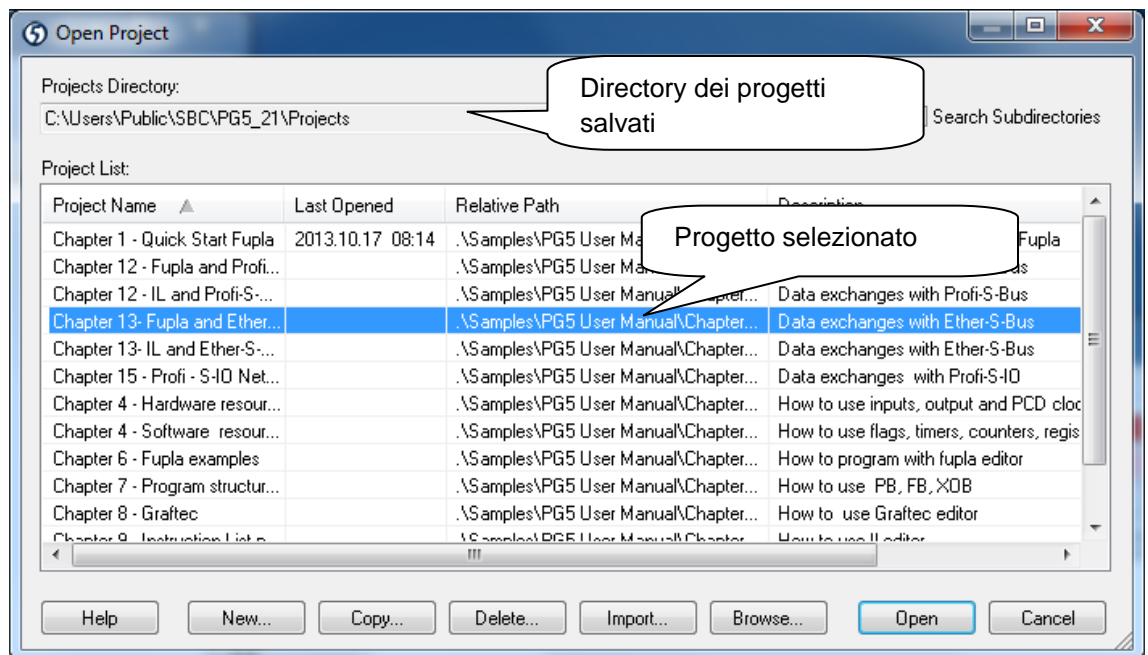 Open Project
Projects Directory:
C:\Users\Public\SBC\PG5_21\Projects
Directory dei progetti
salvati
Search Subdirectories
Project List:
Project Name Last Opened Relative Path Description
Chapter 1 - Quick Start Fupla 2013.10.17 08:14 .\Samples\PG5 User Fupla
Chapter 12 - Fupla and Profi... .\Samples\PG5 User
Progetto selezionato
Chapter 12 - IL and Profi-S-... .\Samples\PG5 User Manual\Chapter... Data exchanges with Profi-S-Bus
Chapter 13- Fupla and Ether... .\Samples\PG5 User Manual\Chapter... Data exchanges with Ether-S-Bus
Chapter 13- IL and Ether-S-... .\Samples\PG5 User Manual\Chapter... Data exchanges with Ether-S-Bus
Chapter 15 - Profi - S-IO Net... .\Samples\PG5 User Manual\Chapter... Data exchanges with Profi-S-IO
Chapter 4 - Hardware resour... .\Samples\PG5 User Manual\Chapter... How to use inputs, output and PCD cloc
Chapter 4 - Software resour... .\Samples\PG5 User Manual\Chapter... How to use flags, timers, counters, regis
Chapter 6 - Fupla examples .\Samples\PG5 User Manual\Chapter... How to program with fupla editor
Chapter 7 - Program structur... .\Samples\PG5 User Manual\Chapter... How to use PB, FB, XOB
Chapter 8 - Graftec .\Samples\PG5 User Manual\Chapter... How to use Graftec editor
Chapter 9 - Instruction List p .\Samples\PG5 User Manual\Chapter
Help New... Copy... Delete... Import... Browse... Open Cancel